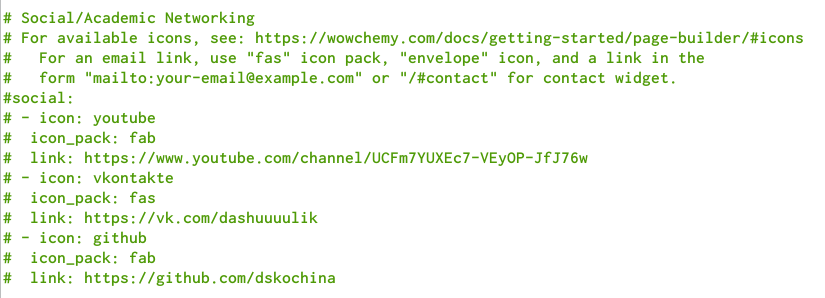 # Social/Academic Networking
# For available icons, see: https://wowchemy.com/docs/getting-started/page-builder/#icons
#   For an email link, use "fas" icon pack, "envelope" icon, and a link in the
#   form "mailto:your-email@example.com" or "/#contact" for contact widget.
#social:
# - icon: youtube
#  icon_pack: fab
#  link: https://www.youtube.com/channel/UCFm7YUXEc7-VEyOP-JfJ76w
# - icon: vkontakte
#  icon_pack: fas
#  link: https://vk.com/dashuuuulik
# - icon: github
#  icon_pack: fab
#  link: https://github.com/dskochina